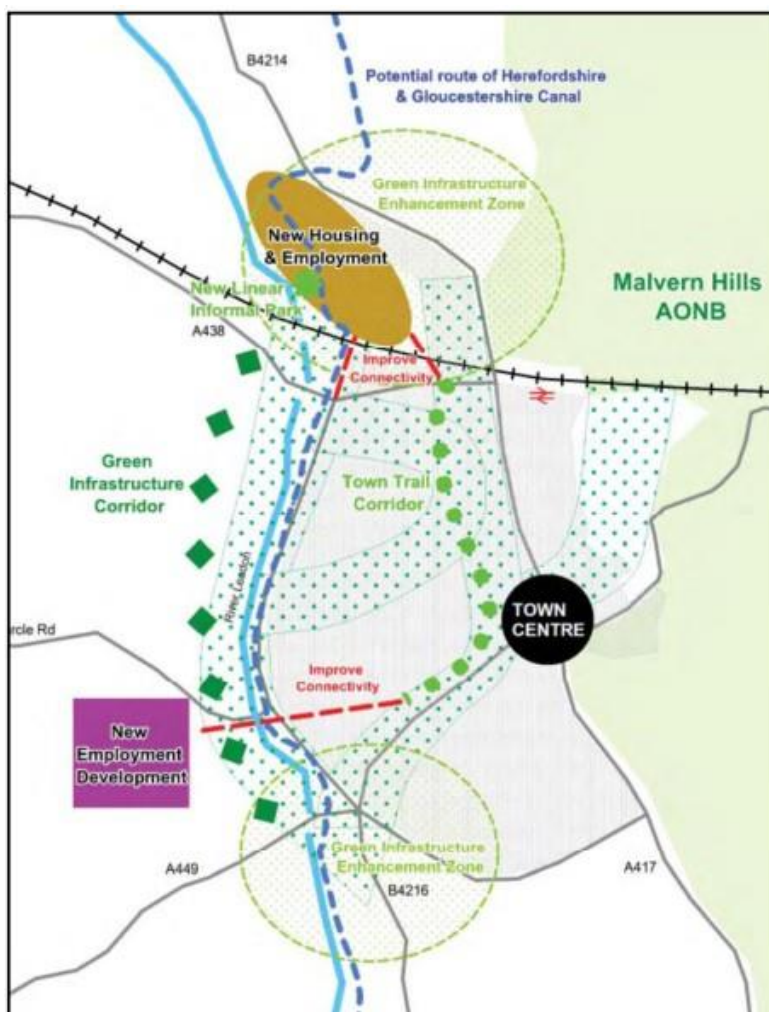 B4214
Potential route of Herefordshire
& Gloucestershire Canal
Green Infrastructure
Enhancement Zone
New Housing
& Employment
Malvern Hills
AONB
New Linear
Informal Park
A438
Improve
Connectivity
Green
Infrastructure
Corridor
Town Trail
Corridor
River Leadon
TOWN
CENTRE
rcle Rd
Improve
Connectivity
New
Employment
Development
Green Infrastructure
Enhancement Zone
A449
B4216
A417